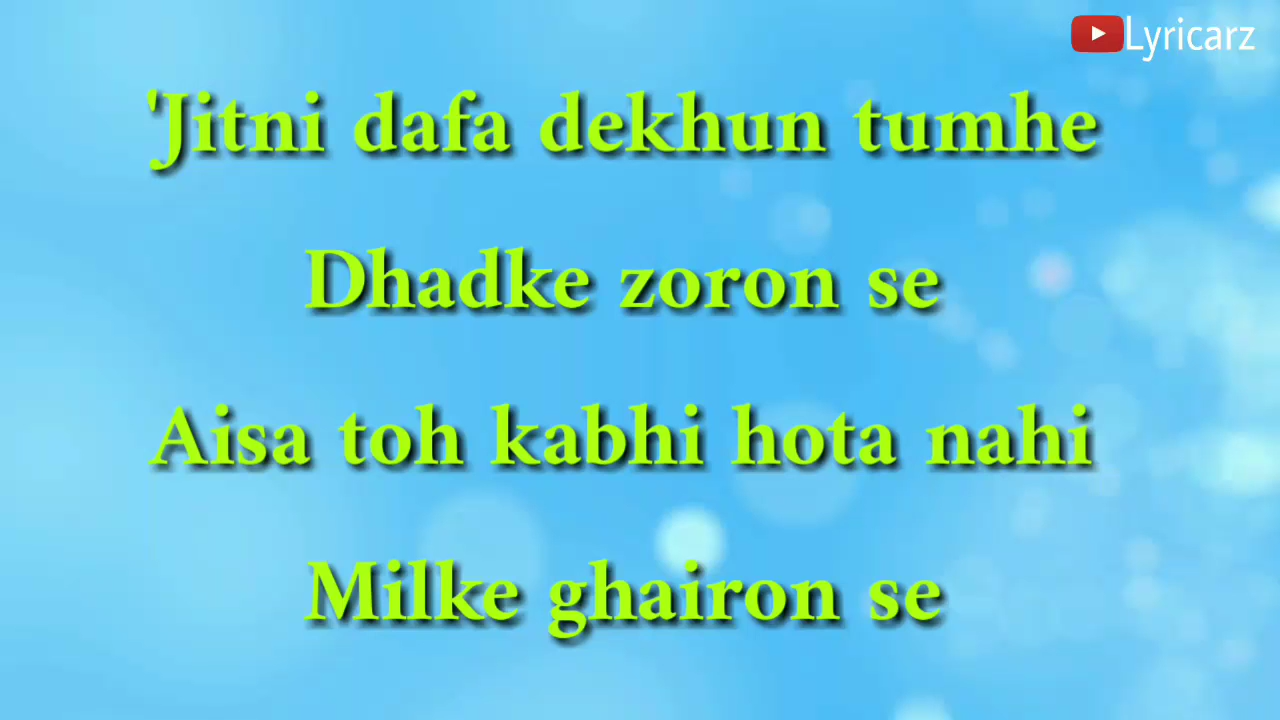 Lyricarz
'Jitni dafa dekhun tumhe
Dhadke zoron se
Aisa toh kabhi hota nahi
Milke ghairon se